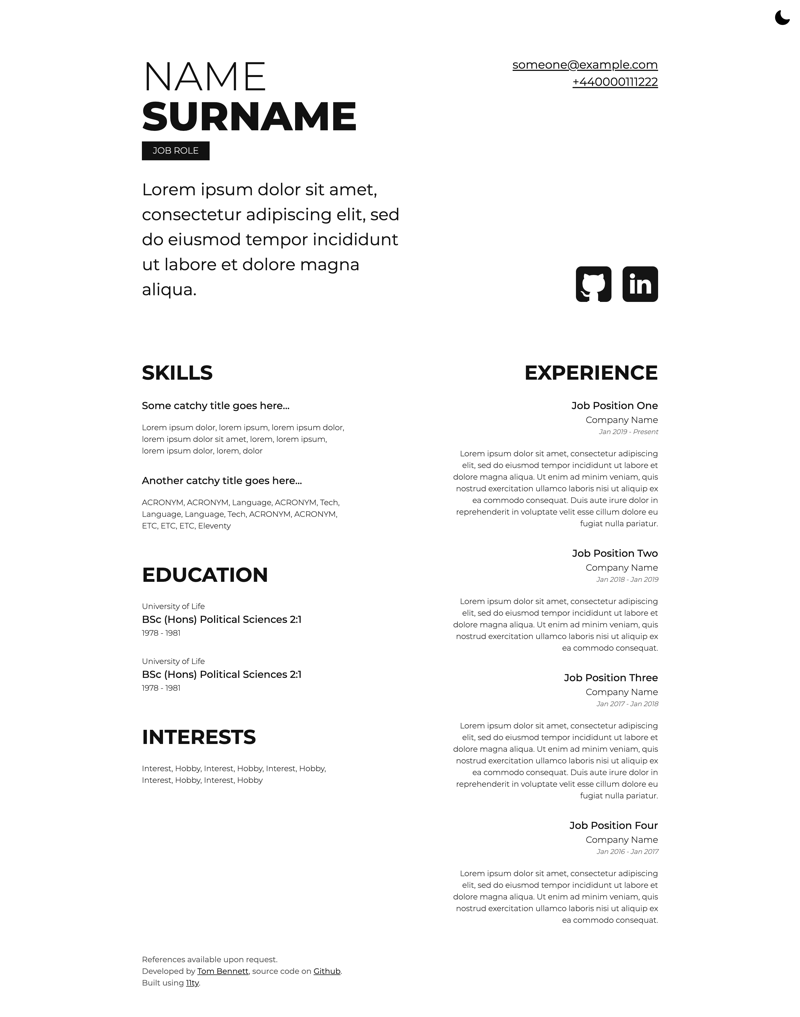 NAME
SURNAME
JOB ROLE
Lorem ipsum dolor sit amet,
consectetur adipiscing elit, sed
do eiusmod tempor incididunt
ut labore et dolore magna
aliqua.
someone@example.com
+440000111222
in
SKILLS
Some catchy title goes here...
Lorem ipsum dolor, lorem ipsum, lorem ipsum dolor,
lorem ipsum dolor sit amet, lorem, lorem ipsum,
lorem ipsum dolor, lorem, dolor
Another catchy title goes here...
ACRONYM, ACRONYM, Language, ACRONYM, Tech,
Language, Language, Tech, ACRONYM, ACRONYM,
ETC, ETC, ETC, Eleventy
EDUCATION
University of Life
BSc (Hons) Political Sciences 2:1
1978 - 1981
University of Life
BSc (Hons) Political Sciences 2:1
1978 - 1981
INTERESTS
Interest, Hobby, Interest, Hobby, Interest, Hobby,
Interest, Hobby, Interest, Hobby
EXPERIENCE
Job Position One
Company Name
Jan 2019 - Present
Lorem ipsum dolor sit amet, consectetur adipiscing
elit, sed do eiusmod tempor incididunt ut labore et
dolore magna aliqua. Ut enim ad minim veniam, quis
nostrud exercitation ullamco laboris nisi ut aliquip ex
ea commodo consequat. Duis aute irure dolor in
reprehenderit in voluptate velit esse cillum dolore eu
fugiat nulla pariatur.
Job Position Two
Company Name
Jan 2018 - Jan 2019
Lorem ipsum dolor sit amet, consectetur adipiscing
elit, sed do eiusmod tempor incididunt ut labore et
dolore magna aliqua. Ut enim ad minim veniam, quis
nostrud exercitation ullamco laboris nisi ut aliquip ex
ea commodo consequat.
Job Position Three
Company Name
Jan 2017 - Jan 2018
Lorem ipsum dolor sit amet, consectetur adipiscing
elit, sed do eiusmod tempor incididunt ut labore et
dolore magna aliqua. Ut enim ad minim veniam, quis
nostrud exercitation ullamco laboris nisi ut aliquip ex
ea commodo consequat. Duis aute irure dolor in
reprehenderit in voluptate velit esse cillum dolore eu
fugiat nulla pariatur.
Job Position Four
Company Name
Jan 2016 - Jan 2017
Lorem ipsum dolor sit amet, consectetur adipiscing
elit, sed do eiusmod tempor incididunt ut labore et
dolore magna aliqua. Ut enim ad minim veniam, quis
nostrud exercitation ullamco laboris nisi ut aliquip ex
ea commodo consequat.
References available upon request.
Developed by Tom Bennett, source code on Github.
Built using 11ty.